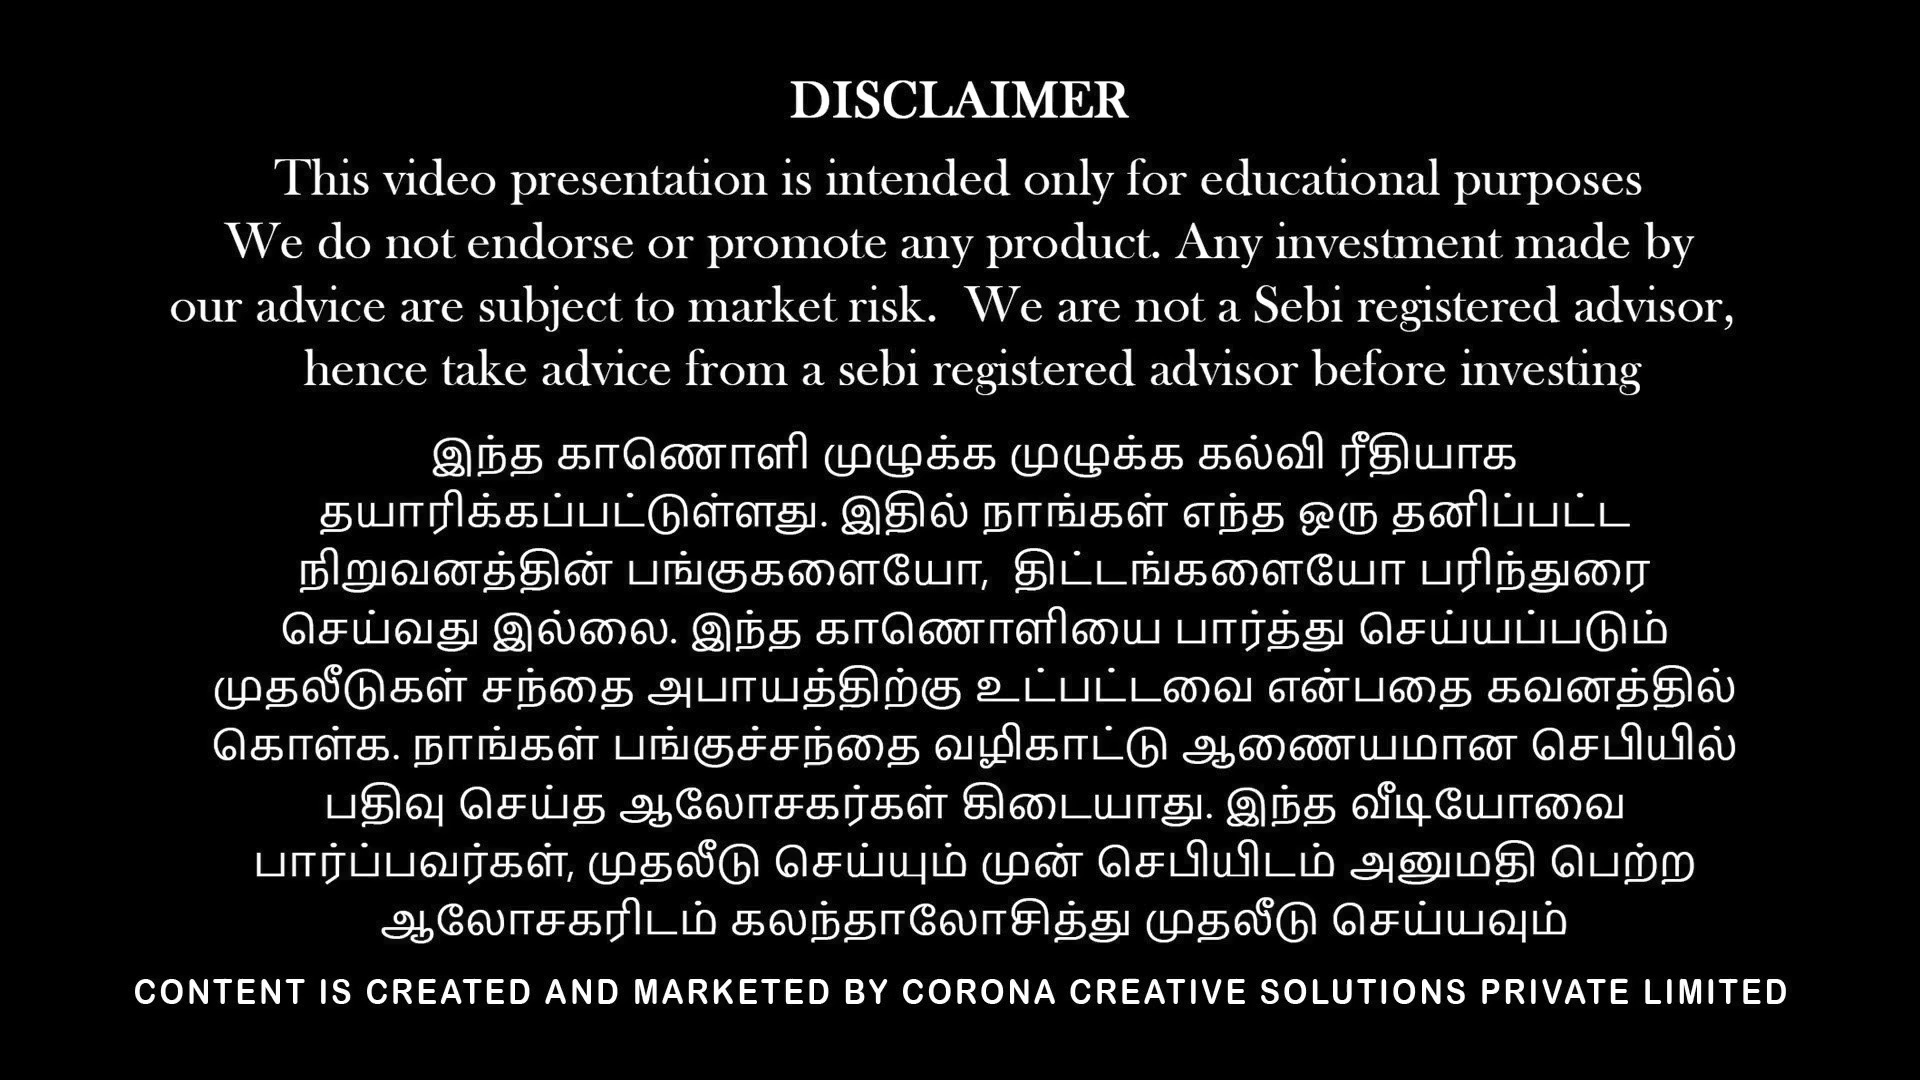 DISCLAIMER
This video presentation is intended only for educational purposes
We do not endorse or promote any product. Any investment made by
our advice are subject to market risk.  We are not a Sebi registered advisor,
hence take advice from a sebi registered advisor before investing
இந்த காணொளி முழுக்க முழுக்க கல்வி ரீதியாக
தயாரிக்கப்பட்டுள்ளது. இதில் நாங்கள் எந்த ஒரு தனிப்பட்ட
நிறுவனத்தின் பங்குகளையோ,  திட்டங்களையோ பரிந்துரை
செய்வது இல்லை. இந்த காணொளியை பார்த்து செய்யப்படும்
முதலீடுகள் சந்தை அபாயத்திற்கு உட்பட்டவை என்பதை கவனத்தில்
கொள்க. நாங்கள் பங்குச்சந்தை வழிகாட்டு ஆணையமான செபியில்
பதிவு செய்த ஆலோசகர்கள் கிடையாது. இந்த வீடியோவை
பார்ப்பவர்கள், முதலீடு செய்யும் முன் செபியிடம் அனுமதி பெற்ற
ஆலோசகரிடம் கலந்தாலோசித்து முதலீடு செய்யவும்
CONTENT IS CREATED AND MARKETED BY CORONA CREATIVE SOLUTIONS PRIVATE LIMITED